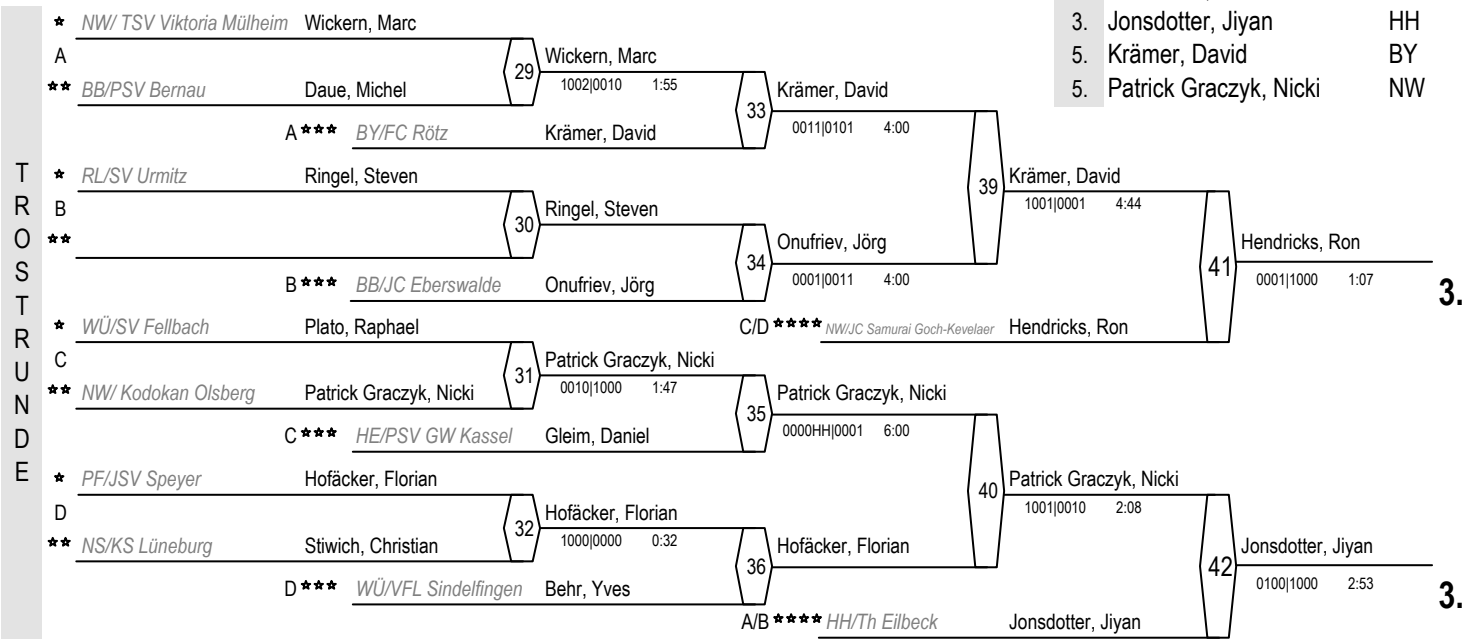 3. Jonsdotter, Jiyan HH
5. Krämer, David BY
5. Patrick Graczyk, Nicki NW
TROSTRUNDE
* NW/ TSV Viktoria Mülheim Wickern, Marc
A
** BB/PSV Bernau Daue, Michel
29 Wickern, Marc
1002|0010 1:55
A *** BY/FC Rötz Krämer, David
33 Krämer, David
0011|0101 4:00
* RL/SV Urmitz Ringel, Steven
B
**
30 Ringel, Steven
B *** BB/JC Eberswalde Onufriev, Jörg
34 Onufriev, Jörg
0001|0011 4:00
39 Krämer, David
1001|0001 4:44
C/D **** NW/JC Samurai Goch-Kevelaer Hendricks, Ron
41 Hendricks, Ron
0001|1000 1:07
3.
* WÜ/SV Fellbach Plato, Raphael
C
** NW/ Kodokan Olsberg Patrick Graczyk, Nicki
31 Patrick Graczyk, Nicki
0010|1000 1:47
C *** HE/PSV GW Kassel Gleim, Daniel
35 Patrick Graczyk, Nicki
0000HH|0001 6:00
* PF/JSV Speyer Hofäcker, Florian
D
** NS/KS Lüneburg Stiwich, Christian
32 Hofäcker, Florian
1000|0000 0:32
D *** WÜ/VFL Sindelfingen Behr, Yves
36 Hofäcker, Florian
40 Patrick Graczyk, Nicki
1001|0010 2:08
A/B **** HH/Th Eilbeck Jonsdotter, Jiyan
42 Jonsdotter, Jiyan
0100|1000 2:53
3.